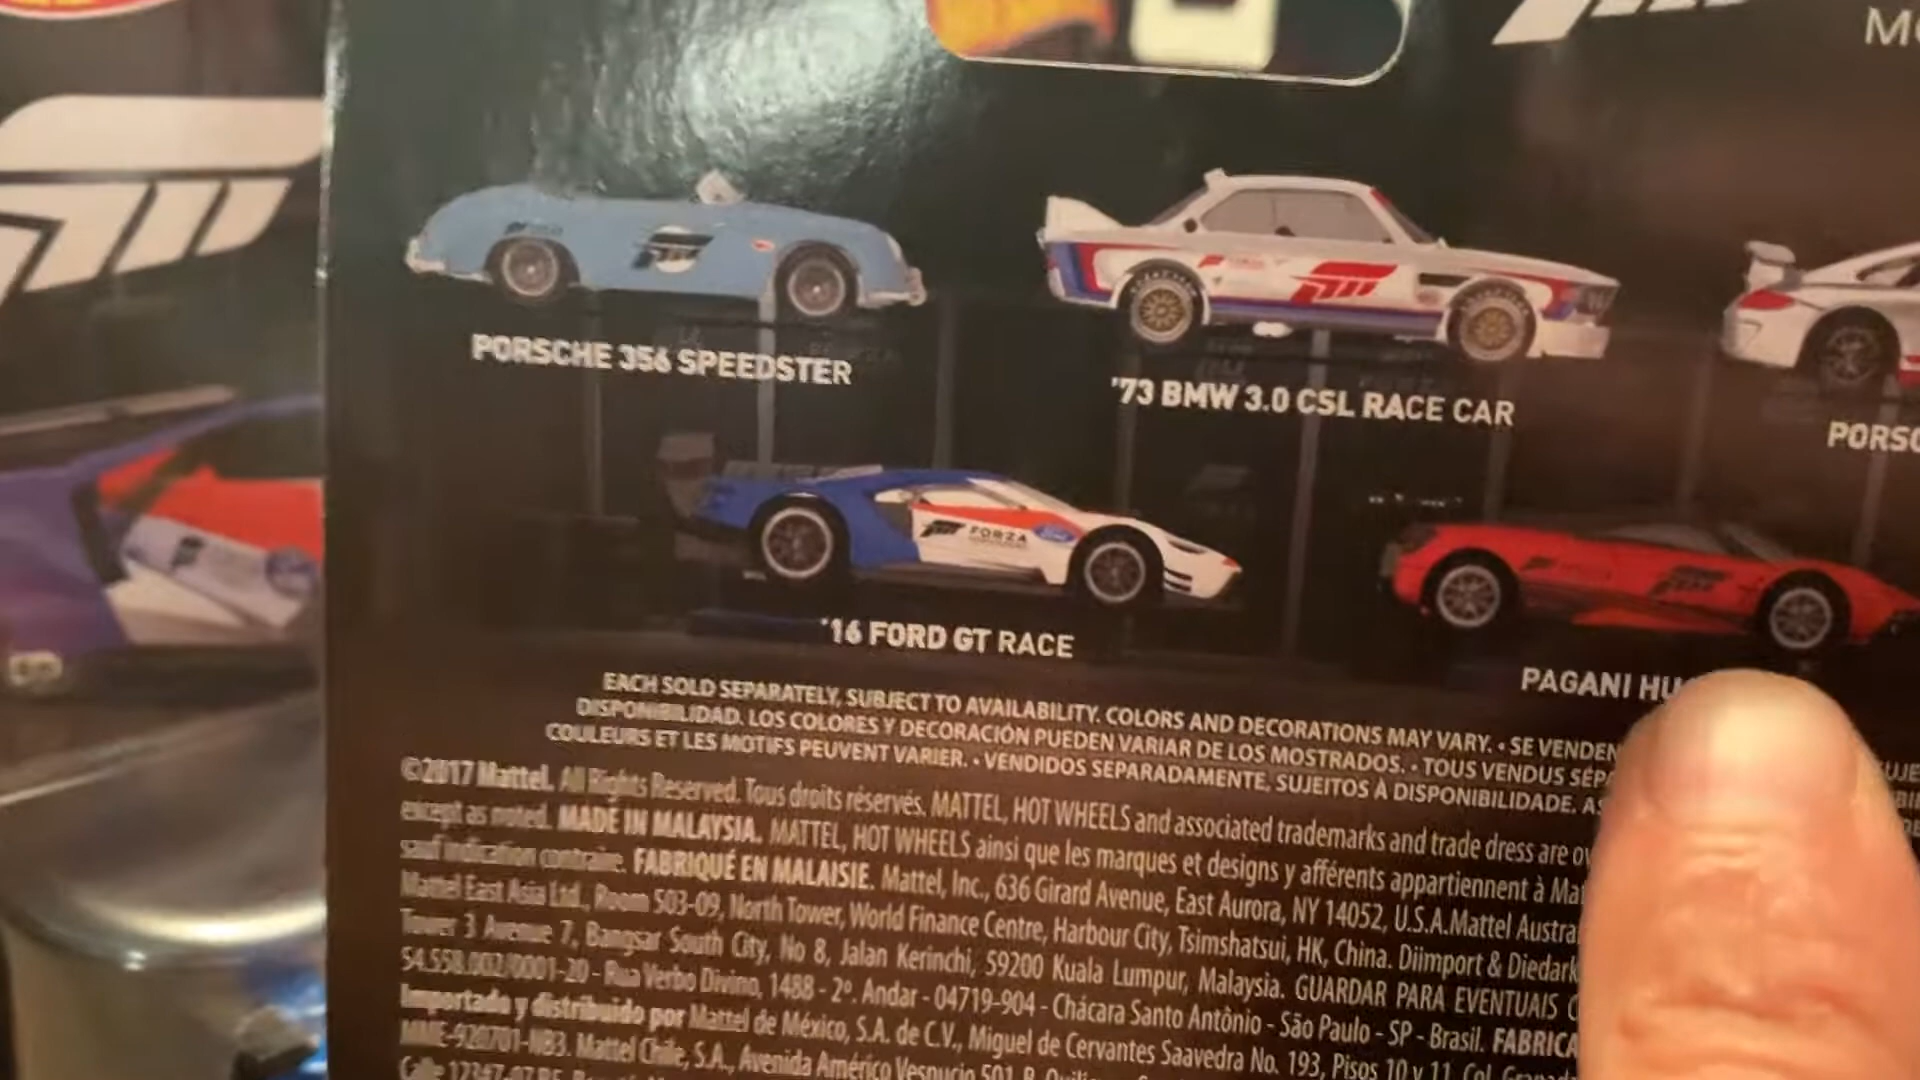 PORSCHE 356 SPEEDSTER
'73 BMW 3.0 CSL RACE CAR
FORZA
Ford
'16 FORD GT RACE
PAGANI
EACH SOLD SEPARATELY, SUBJECT TO AVAILABILITY. COLORS AND DECORATIONS MAY VARY. • SE VENDEN
DISPONIBILIDAD. LOS COLORES Y DECORACIÓN PUEDEN VARIAR DE LOS MOSTRADOS. • TOUS VENDUS
COULEURS ET LES MOTIFS PEUVENT VARIER. • VENDIDOS SEPARADAMENTE, SUJEITOS À DISPONIBILIDADE.
©2017 Mattel. All Rights Reserved. Tous droits réservés. MATTEL, HOT WHEELS and associated trademarks and trade dress are
except as noted. MADE IN MALAYSIA. MATTEL, HOT WHEELS ainsi que les marques et designs y afférents appartiennent à
sauf indication contraire. FABRIQUÉ EN MALAISIE. Mattel, Inc., 636 Girard Avenue, East Aurora, NY 14052, U.S.A. Mattel
Mattel East Asia Ltd., Room 503-09, North Tower, World Finance Centre, Harbour City, Tsimshatsui, HK, China. Diimport &
Tower 3 Avenue 7, Bangsar South City, No 8, Jalan Kerinchi, 59200 Kuala Lumpur, Malaysia. GUARDAR PARA EVENTUAIS
54.558.002/0001-20 - Rua Verbo Divino, 1488 - 2º. Andar - 04719-904 - Chácara Santo Antônio - São Paulo - SP - Brasil.
Importado y distribuido por Mattel de México, S.A. de C.V., Miguel de Cervantes Saavedra No. 193, Pisos 10 y 11, Col.
MME-920701-NB3. Mattel Chile, S.A., Avenida Américo Vespucio 501